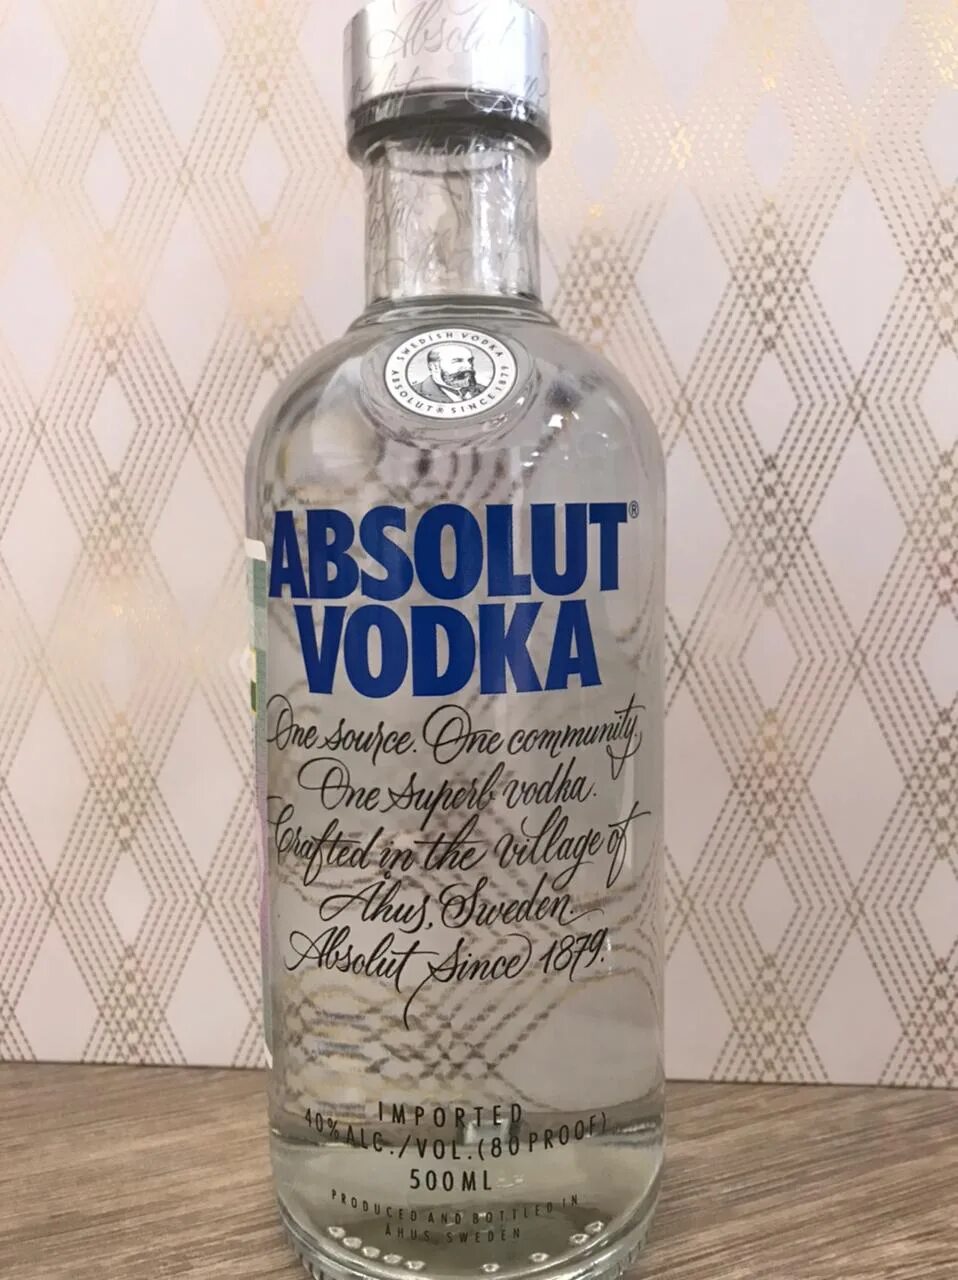 Absolut
SWEDISH VODKA
ABSOLUT® SINCE 1879
ABSOLUT®
VODKA
One source. One community.
One superb vodka.
Crafted in the village of
Åhus, Sweden.
Absolut Since 1879.
IMPORTED
40% ALC./VOL. (80 PROOF)
500ML
PRODUCED AND BOTTLED IN
ÅHUS, SWEDEN